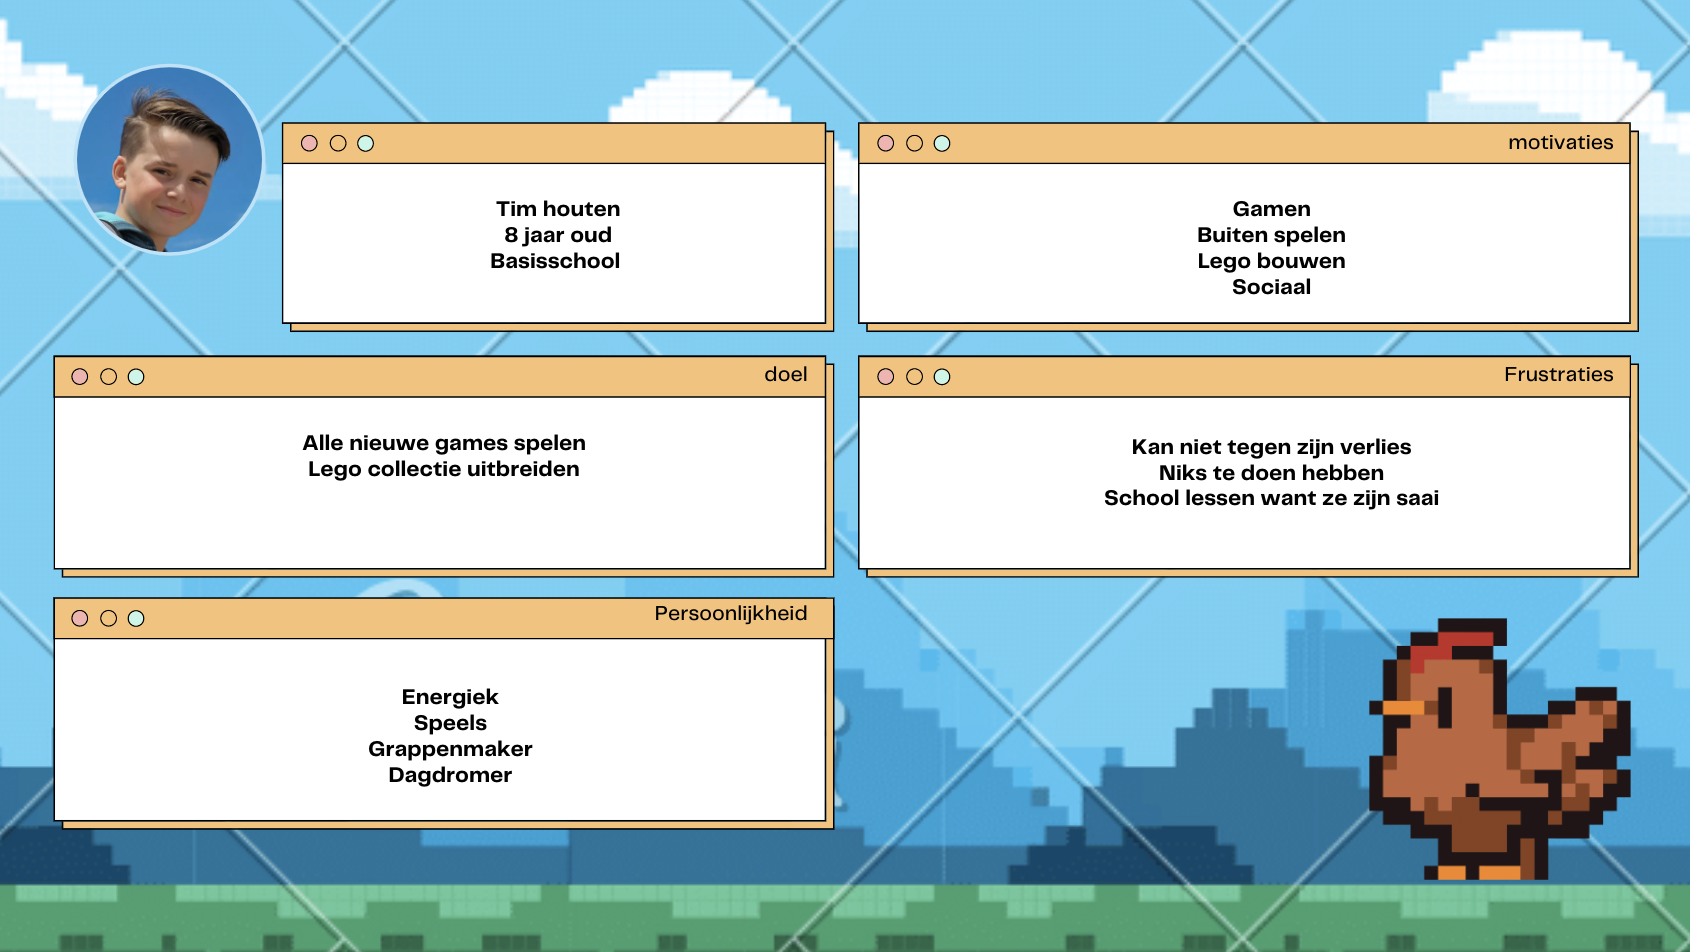 Tim houten
8 jaar oud
Basisschool
motivaties
Gamen
Buiten spelen
Lego bouwen
Sociaal
doel
Alle nieuwe games spelen
Lego collectie uitbreiden
Frustraties
Kan niet tegen zijn verlies
Niks te doen hebben
School lessen want ze zijn saai
Persoonlijkheid
Energiek
Speels
Grappenmaker
Dagdromer